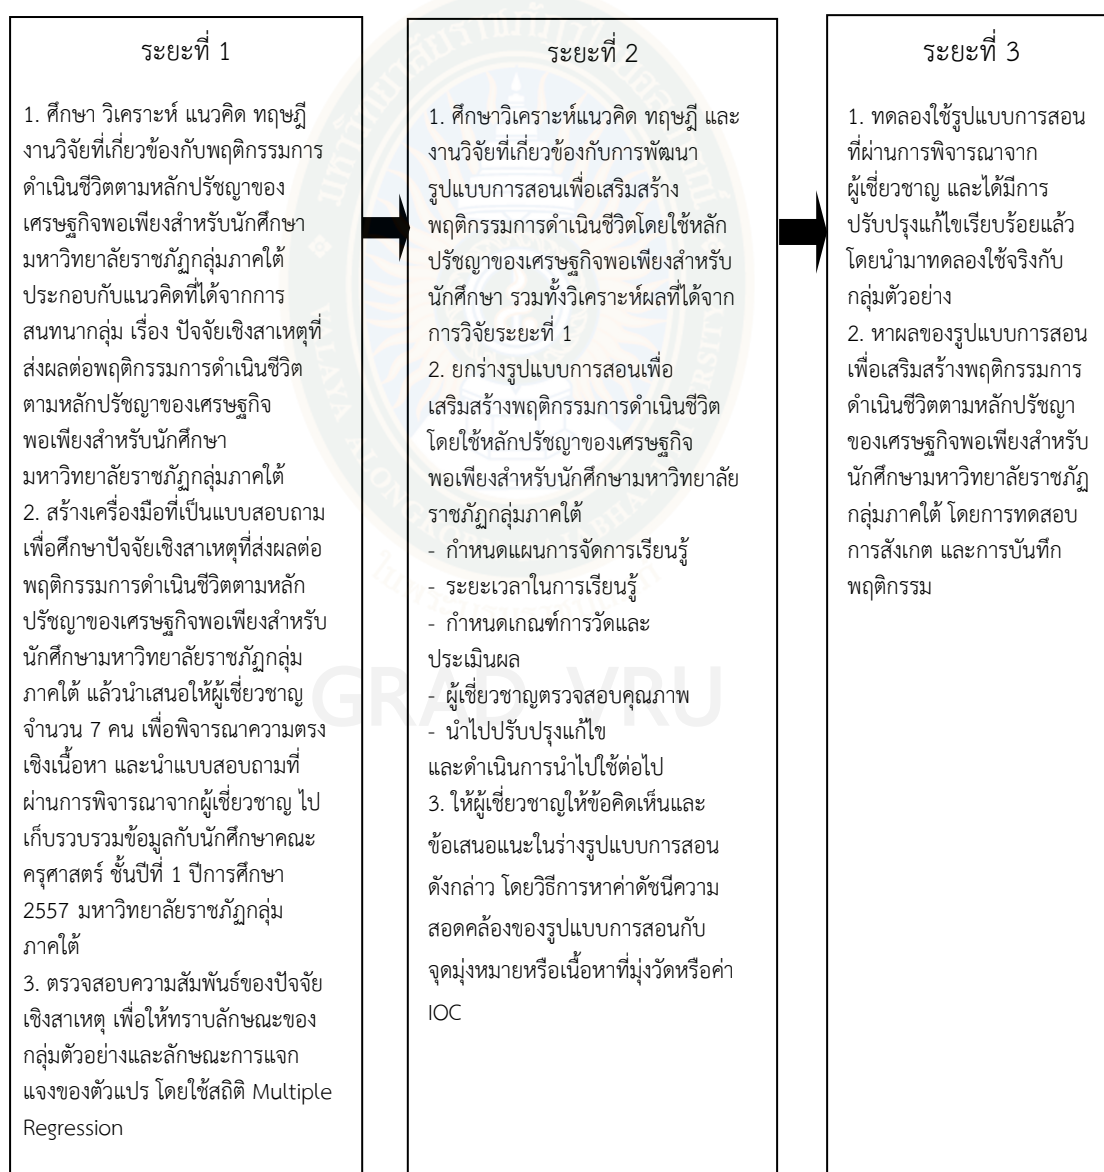 ระยะที่ 1
1. ศึกษา วิเคราะห์ แนวคิด ทฤษฎี
งานวิจัยที่เกี่ยวข้องกับพฤติกรรมการ
ดำเนินชีวิตตามหลักปรัชญาของ
เศรษฐกิจพอเพียงสำหรับนักศึกษา
มหาวิทยาลัยราชภัฏกลุ่มภาคใต้
ประกอบกับแนวคิดที่ได้จากการ
สนทนากลุ่ม เรื่อง ปัจจัยเชิงสาเหตุที่
ส่งผลต่อพฤติกรรมการดำเนินชีวิต
ตามหลักปรัชญาของเศรษฐกิจ
พอเพียงสำหรับนักศึกษา
มหาวิทยาลัยราชภัฏกลุ่มภาคใต้
2. สร้างเครื่องมือที่เป็นแบบสอบถาม
เพื่อศึกษาปัจจัยเชิงสาเหตุที่ส่งผลต่อ
พฤติกรรมการดำเนินชีวิตตามหลัก
ปรัชญาของเศรษฐกิจพอเพียงสำหรับ
นักศึกษามหาวิทยาลัยราชภัฏกลุ่ม
ภาคใต้ แล้วนำเสนอให้ผู้เชี่ยวชาญ
จำนวน 7 คน เพื่อพิจารณาความตรง
เชิงเนื้อหา และนำแบบสอบถามที่
ผ่านการพิจารณาจากผู้เชี่ยวชาญ ไป
เก็บรวบรวมข้อมูลกับนักศึกษาคณะ
ครุศาสตร์ ชั้นปีที่ 1 ปีการศึกษา
2557 มหาวิทยาลัยราชภัฏกลุ่ม
ภาคใต้
3. ตรวจสอบความสัมพันธ์ของปัจจัย
เชิงสาเหตุ เพื่อให้ทราบลักษณะของ
กลุ่มตัวอย่างและลักษณะการแจก
แจงของตัวแปร โดยใช้สถิติ Multiple
Regression
ระยะที่ 2
1. ศึกษาวิเคราะห์แนวคิด ทฤษฎี และ
งานวิจัยที่เกี่ยวข้องกับการพัฒนา
รูปแบบการสอนเพื่อเสริมสร้าง
พฤติกรรมการดำเนินชีวิตโดยใช้หลัก
ปรัชญาของเศรษฐกิจพอเพียงสำหรับ
นักศึกษา รวมทั้งวิเคราะห์ผลที่ได้จาก
การวิจัยระยะที่ 1
2. ยกร่างรูปแบบการสอนเพื่อ
เสริมสร้างพฤติกรรมการดำเนินชีวิต
โดยใช้หลักปรัชญาของเศรษฐกิจ
พอเพียงสำหรับนักศึกษามหาวิทยาลัย
ราชภัฏกลุ่มภาคใต้
- กำหนดแผนการจัดการเรียนรู้
- ระยะเวลาในการเรียนรู้
- กำหนดเกณฑ์การวัดและ
ประเมินผล
- ผู้เชี่ยวชาญตรวจสอบคุณภาพ
- นำไปปรับปรุงแก้ไข
และดำเนินการนำไปใช้ต่อไป
3. ให้ผู้เชี่ยวชาญให้ข้อคิดเห็นและ
ข้อเสนอแนะในร่างรูปแบบการสอน
ดังกล่าว โดยวิธีการหาค่าดัชนีความ
สอดคล้องของรูปแบบการสอนกับ
จุดมุ่งหมายหรือเนื้อหาที่มุ่งวัดหรือค่า
IOC
ระยะที่ 3
1. ทดลองใช้รูปแบบการสอน
ที่ผ่านการพิจารณาจาก
ผู้เชี่ยวชาญ และได้มีการ
ปรับปรุงแก้ไขเรียบร้อยแล้ว
โดยนำมาทดลองใช้จริงกับ
กลุ่มตัวอย่าง
2. หาผลของรูปแบบการสอน
เพื่อเสริมสร้างพฤติกรรมการ
ดำเนินชีวิตตามหลักปรัชญา
ของเศรษฐกิจพอเพียงสำหรับ
นักศึกษามหาวิทยาลัยราชภัฏ
กลุ่มภาคใต้ โดยการทดสอบ
การสังเกต และการบันทึก
พฤติกรรม
GRAD VRU